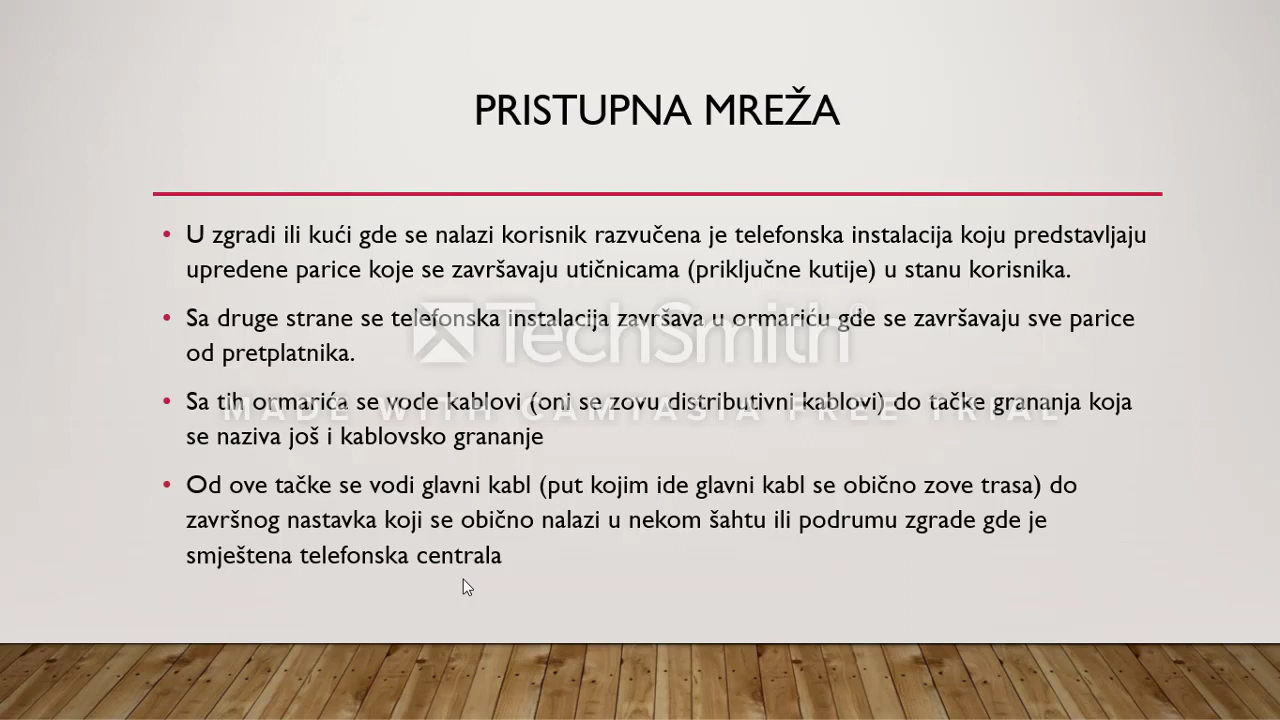 PRISTUPNA MREŽA
• U zgradi ili kući gde se nalazi korisnik razvučena je telefonska instalacija koju predstavljaju
upredene parice koje se završavaju utičnicama (priključne kutije) u stanu korisnika.
• Sa druge strane se telefonska instalacija završava u ormariću gde se završavaju sve parice
od pretplatnika.
TechSmith®
• Sa tih ormarića se vode kablovi (oni se zovu distributivni kablovi) do tačke grananja koja
MADE WITH CAMTASIA FREE TRIAL
se naziva još i kablovsko grananje
• Od ove tačke se vodi glavni kabl (put kojim ide glavni kabl se obično zove trasa) do
završnog nastavka koji se obično nalazi u nekom šahtu ili podrumu zgrade gde je
smještena telefonska centrala